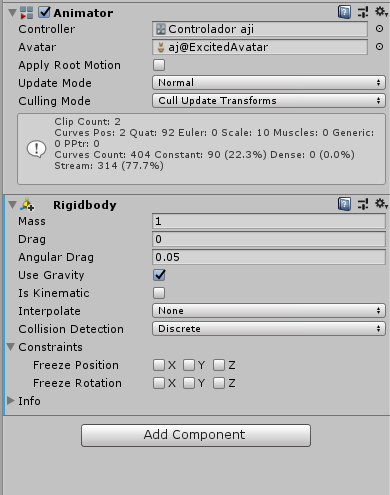 Animator
Controller Controlador aji
Avatar aj@ExcitedAvatar
Apply Root Motion
Update Mode Normal
Culling Mode Cull Update Transforms
Clip Count: 2
Curves Pos: 2 Quat: 92 Euler: 0 Scale: 10 Muscles: 0 Generic:
0 PPtr: 0
Curves Count: 404 Constant: 90 (22.3%) Dense: 0 (0.0%)
Stream: 314 (77.7%)
Rigidbody
Mass 1
Drag 0
Angular Drag 0.05
Use Gravity
Is Kinematic
Interpolate None
Collision Detection Discrete
Constraints
Freeze Position X Y Z
Freeze Rotation X Y Z
Info
Add Component